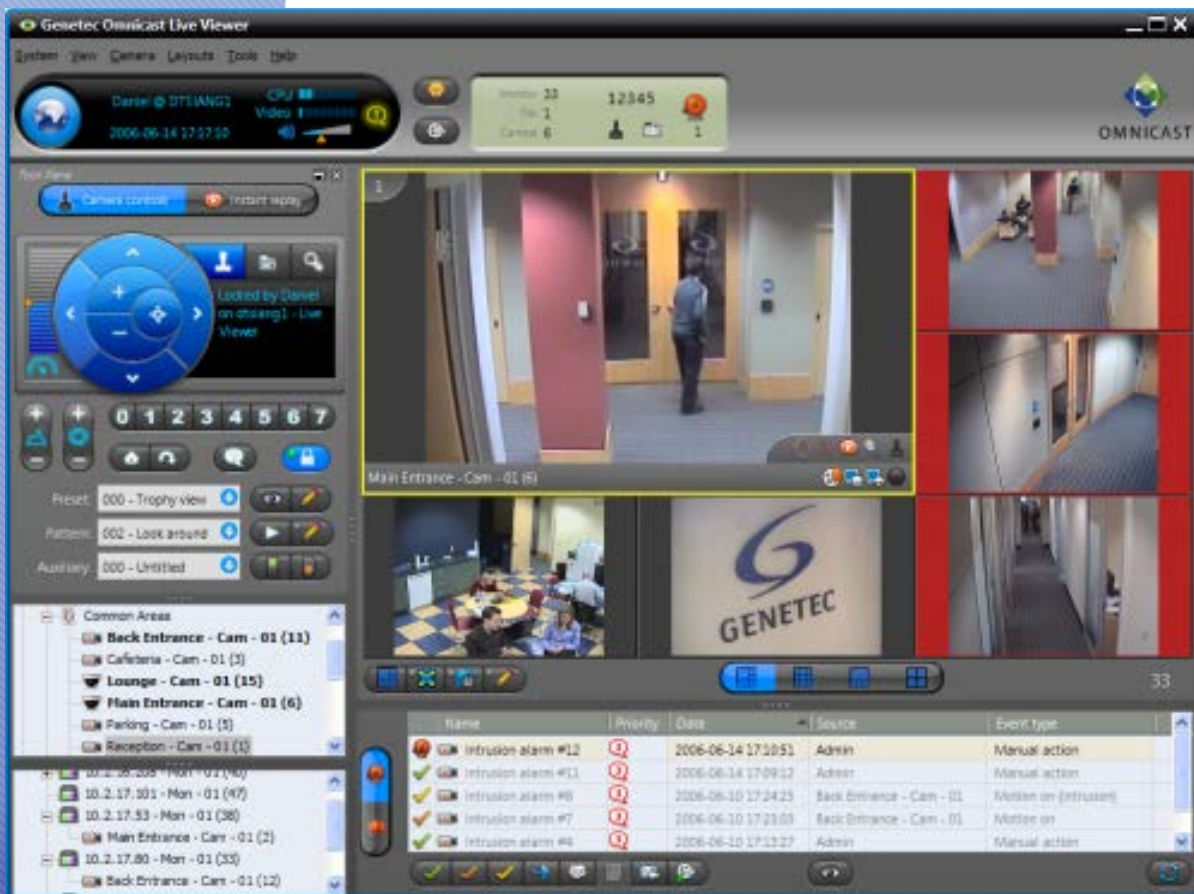 Genetec Omnicast Live Viewer
System View Camera Layouts Tools Help
Daniel @ DTSIANG1
CPU
Video
2006-06-14 17:17:10
Monitor 33
Tile 1
Camera 6
12345
1
OMNICAST
Camera controls
Instant replay
Locked by Daniel
on dtsiang1 - Live
Viewer
0 1 2 3 4 5 6 7
Preset: 000 - Trophy view
Pattern: 002 - Look around
Auxiliary: 000 - Untitled
Common Areas
Back Entrance - Cam - 01 (11)
Cafeteria - Cam - 01 (3)
Lounge - Cam - 01 (15)
Main Entrance - Cam - 01 (6)
Parking - Cam - 01 (5)
Reception - Cam - 01 (1)
10.2.16.208 - Mon - 01 (40)
10.2.17.101 - Mon - 01 (47)
10.2.17.53 - Mon - 01 (38)
Main Entrance - Cam - 01 (2)
10.2.17.80 - Mon - 01 (33)
Back Entrance - Cam - 01 (12)
1
Main Entrance - Cam - 01 (6)
GENETEC
33
Name Priority Date Source Event type
Intrusion alarm #12 2006-06-14 17:10:51 Admin Manual action
Intrusion alarm #11 2006-06-14 17:09:12 Admin Manual action
Intrusion alarm #8 2006-06-10 17:24:23 Back Entrance - Cam - 01 Motion on (intrusion)
Intrusion alarm #7 2006-06-10 17:23:03 Back Entrance - Cam - 01 Motion on
Intrusion alarm #4 2006-06-10 17:13:27 Admin Manual action